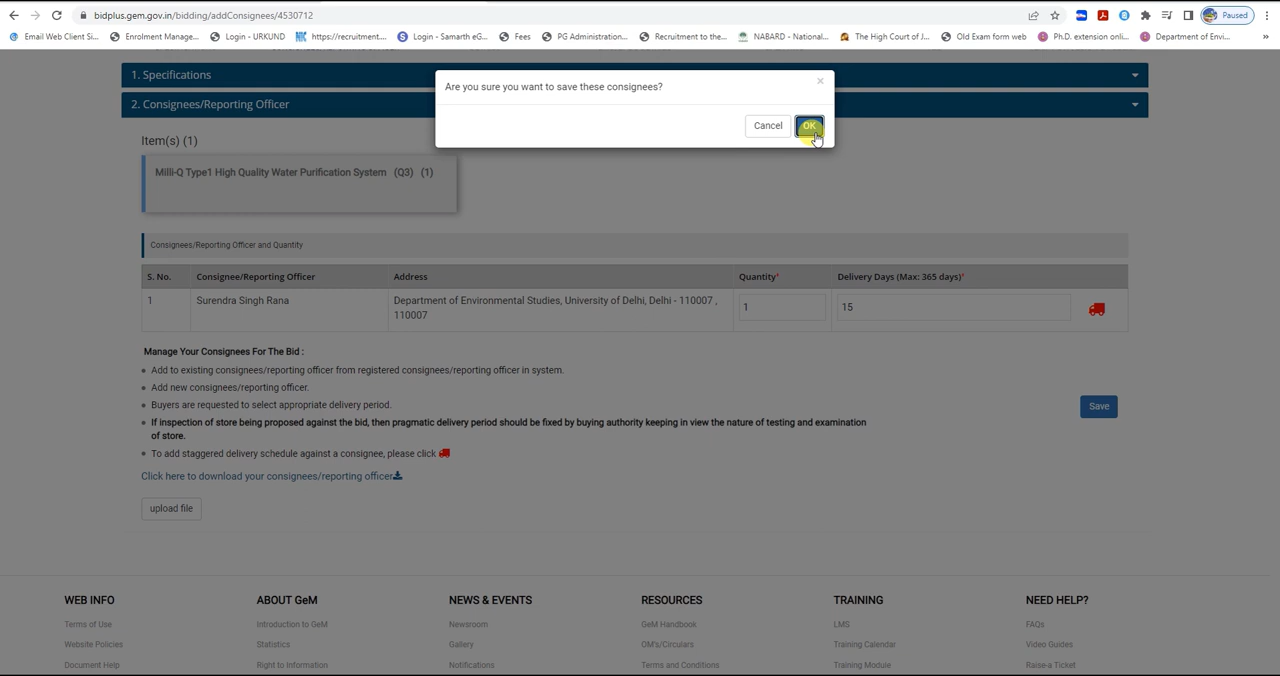 bidplus.gem.gov.in/bidding/addConsignees/4530712
Paused
Email Web Client Si...
Enrolment Manage...
Login - URKUND
https://recruitment....
Login - Samarth eG...
Fees
PG Administration...
Recruitment to the...
NABARD - National...
The High Court of J...
Old Exam form web
Ph.D. extension onli...
Department of Envi...
»
1. Specifications
Are you sure you want to save these consignees?
×
Cancel
OK
2. Consignees/Reporting Officer
Item(s) (1)
Milli-Q Type1 High Quality Water Purification System (Q3) (1)
Consignees/Reporting Officer and Quantity
S. No. Consignee/Reporting Officer Address Quantity* Delivery Days (Max: 365 days)*
1 Surendra Singh Rana Department of Environmental Studies, University of Delhi, Delhi - 110007 , 1 15
110007
Manage Your Consignees For The Bid :
Add to existing consignees/reporting officer from registered consignees/reporting officer in system.
Add new consignees/reporting officer.
Buyers are requested to select appropriate delivery period.
Save
If inspection of store being proposed against the bid, then pragmatic delivery period should be fixed by buying authority keeping in view the nature of testing and examination
of store.
To add staggered delivery schedule against a consignee, please click
Click here to download your consignees/reporting officer
upload file
WEB INFO ABOUT GeM NEWS & EVENTS RESOURCES TRAINING NEED HELP?
Terms of Use Introduction to GeM Newsroom GeM Handbook LMS FAQs
Website Policies Statistics Gallery OM's/Circulars Training Calendar Video Guides
Document Help Right to Information Notifications Terms and Conditions Training Module Raise-a Ticket